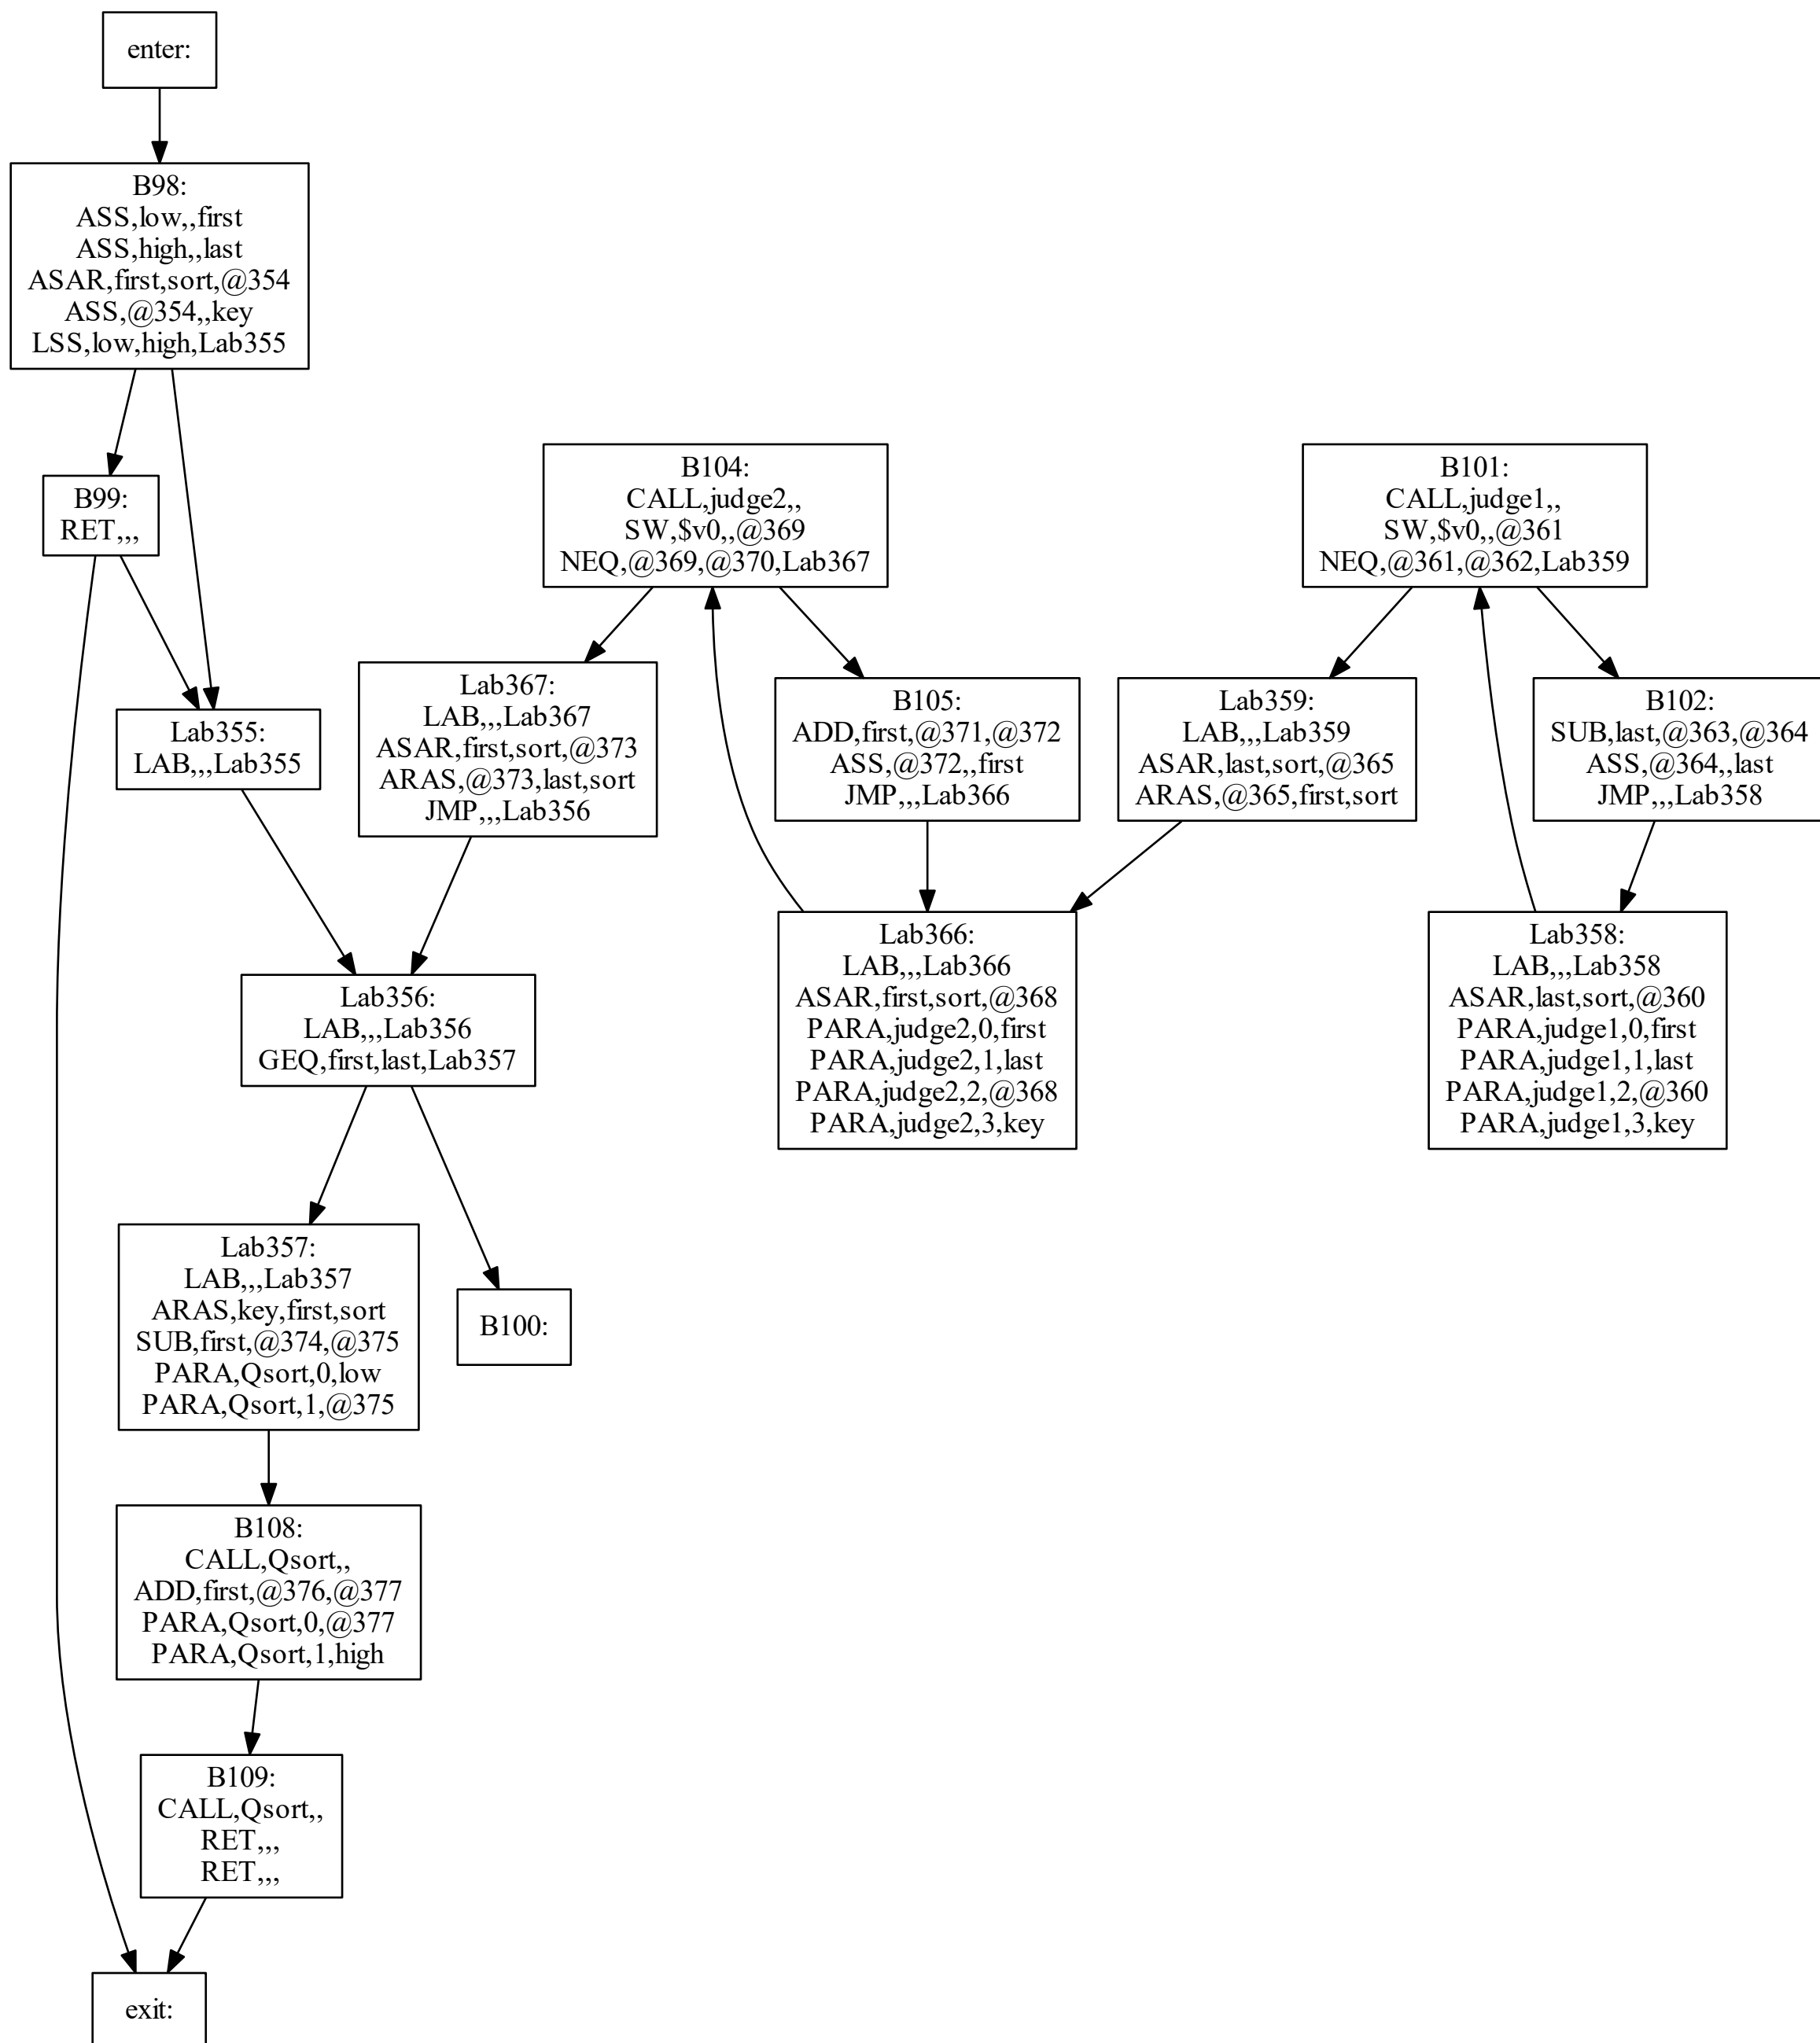 enter:
B98:
ASS,low,,first
ASS,high,,last
ASAR,first,sort,@354
ASS,@354,,key
LSS,low,high,Lab355
B99:
RET,,,
Lab355:
LAB,,,Lab355
B104:
CALL,judge2,,
SW,$v0,,@369
NEQ,@369,@370,Lab367
B101:
CALL,judge1,,
SW,$v0,,@361
NEQ,@361,@362,Lab359
Lab367:
LAB,,,Lab367
ASAR,first,sort,@373
ARAS,@373,last,sort
JMP,,,Lab356
B105:
ADD,first,@371,@372
ASS,@372,,first
JMP,,,Lab366
Lab359:
LAB,,,Lab359
ASAR,last,sort,@365
ARAS,@365,first,sort
B102:
SUB,last,@363,@364
ASS,@364,,last
JMP,,,Lab358
Lab356:
LAB,,,Lab356
GEQ,first,last,Lab357
Lab366:
LAB,,,Lab366
ASAR,first,sort,@368
PARA,judge2,0,first
PARA,judge2,1,last
PARA,judge2,2,@368
PARA,judge2,3,key
Lab358:
LAB,,,Lab358
ASAR,last,sort,@360
PARA,judge1,0,first
PARA,judge1,1,last
PARA,judge1,2,@360
PARA,judge1,3,key
Lab357:
LAB,,,Lab357
ARAS,key,first,sort
SUB,first,@374,@375
PARA,Qsort,0,low
PARA,Qsort,1,@375
B100:
B108:
CALL,Qsort,,
ADD,first,@376,@377
PARA,Qsort,0,@377
PARA,Qsort,1,high
B109:
CALL,Qsort,,
RET,,,
RET,,,
exit: